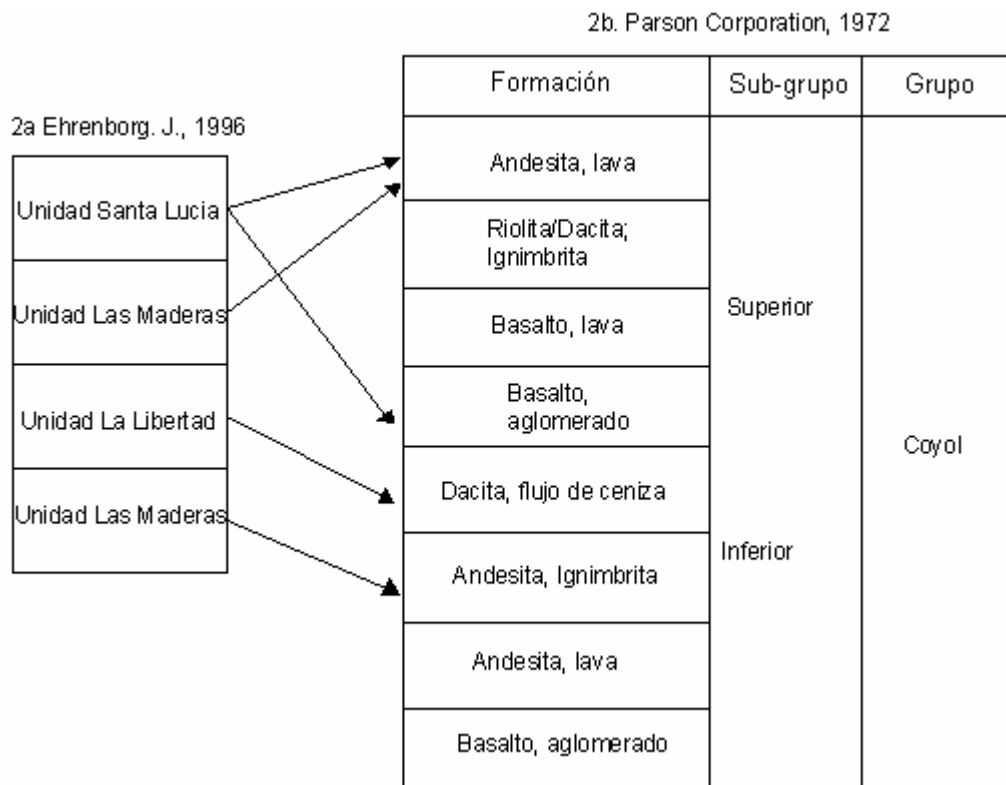 2b. Parson Corporation, 1972
Formación
Sub-grupo
Grupo
2a Ehrenborg. J., 1996
Unidad Santa Lucia
Unidad Las Maderas
Unidad La Libertad
Unidad Las Maderas
Andesita, lava
Riolita/Dacita;
Ignimbrita
Basalto, lava
Basalto,
aglomerado
Dacita, flujo de ceniza
Andesita, Ignimbrita
Andesita, lava
Basalto, aglomerado
Superior
Inferior
Coyol